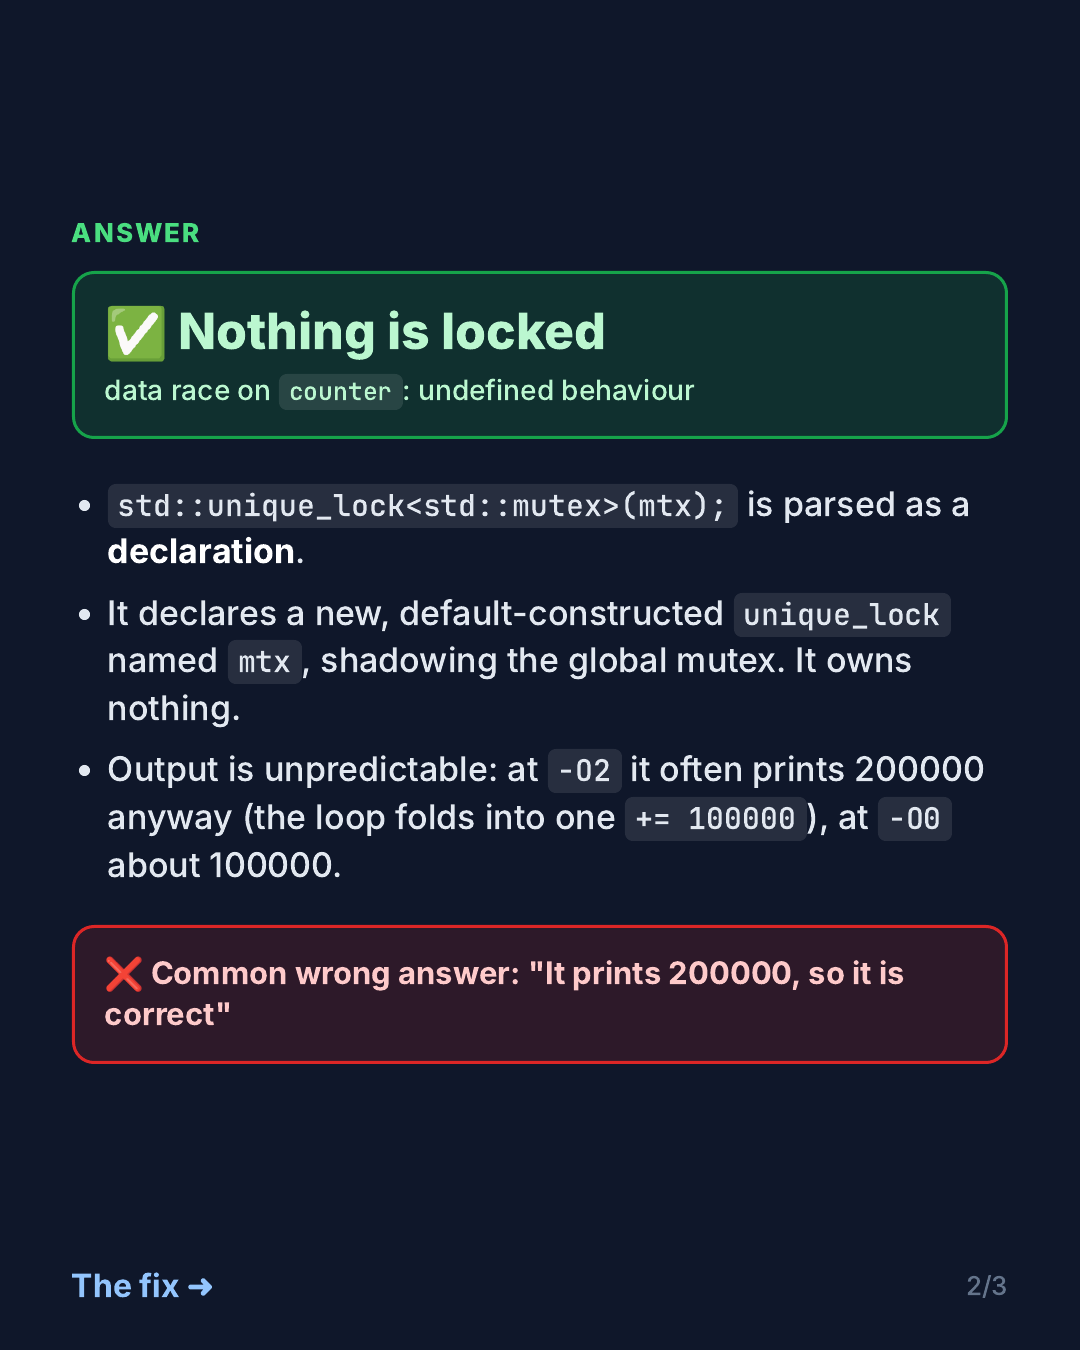 ANSWER
✅ Nothing is locked
data race on counter: undefined behaviour
• std::unique_lock<std::mutex>(mtx); is parsed as a
declaration.
• It declares a new, default-constructed unique_lock
named mtx, shadowing the global mutex. It owns
nothing.
• Output is unpredictable: at -O2 it often prints 200000
anyway (the loop folds into one += 100000), at -O0
about 100000.
❌ Common wrong answer: "It prints 200000, so it is
correct"
The fix ➜
2/3